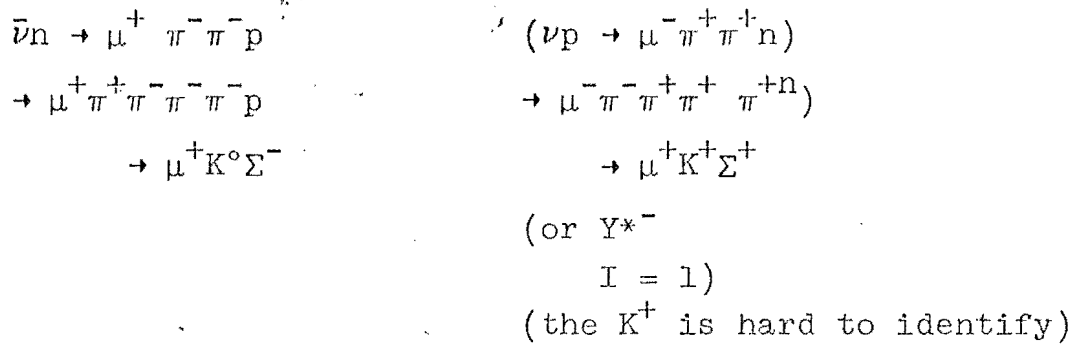 ν̄n → μ⁺ π⁻π⁻p (νp → μ⁻π⁺π⁺n)
→ μ⁺π⁺π⁻π⁻π⁻p → μ⁻π⁻π⁺π⁺ π⁺ⁿ)
→ μ⁺K°Σ⁻ → μ⁺K⁺Σ⁺
(or Y*⁻
I = 1)
(the K⁺ is hard to identify)